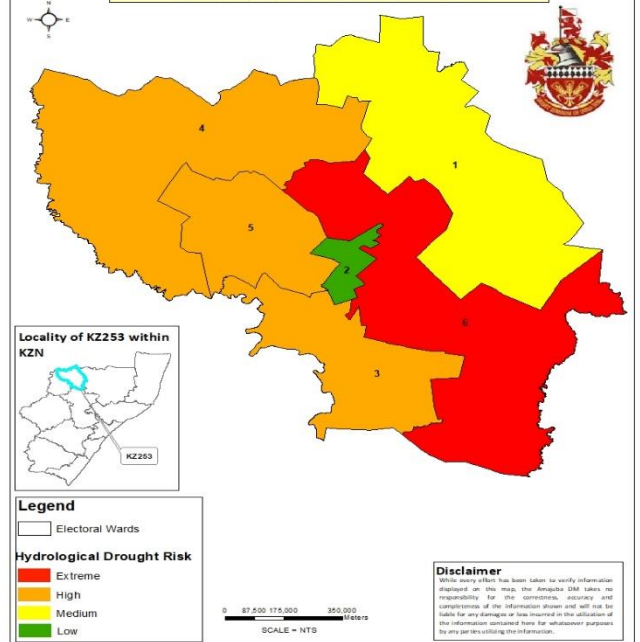 N
W
E
S
4
1
5
2
6
3
Locality of KZ253 within
KZN
KZ253
Legend
Electoral Wards
Hydrological Drought Risk
Extreme
High
Medium
Low
0 87,500 175,000 350,000
Meters
SCALE = NTS
Disclaimer
While every effort has been taken to verify information
displayed on this map, the Amajuba DM takes no
responsibility for the correctness, accuracy and
completeness of the information shown and will not be
liable for any damages or loss incurred in the utilization of
the information contained here for whatsoever purposes
by any parties utilizing the information.